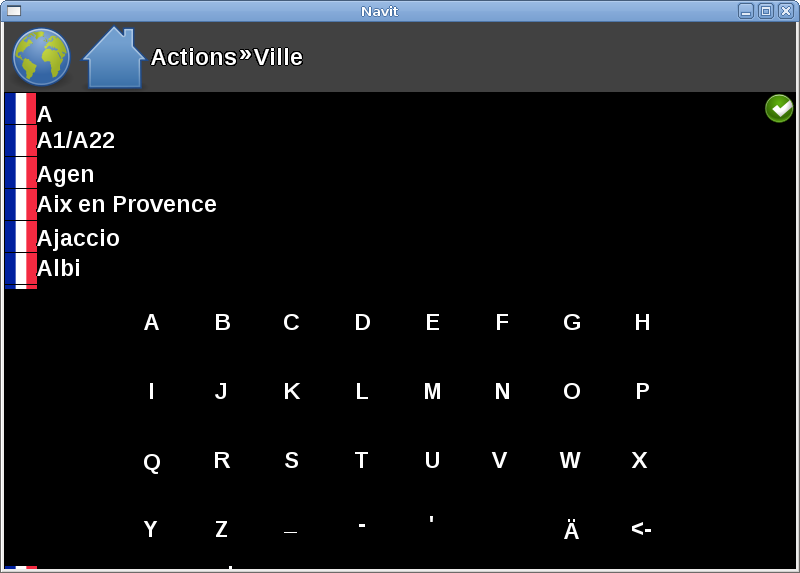 Navit
Actions»Ville
A
A1/A22
Agen
Aix en Provence
Ajaccio
Albi
A B C D E F G H
I J K L M N O P
Q R S T U V W X
Y Z _ - ' Ä <-